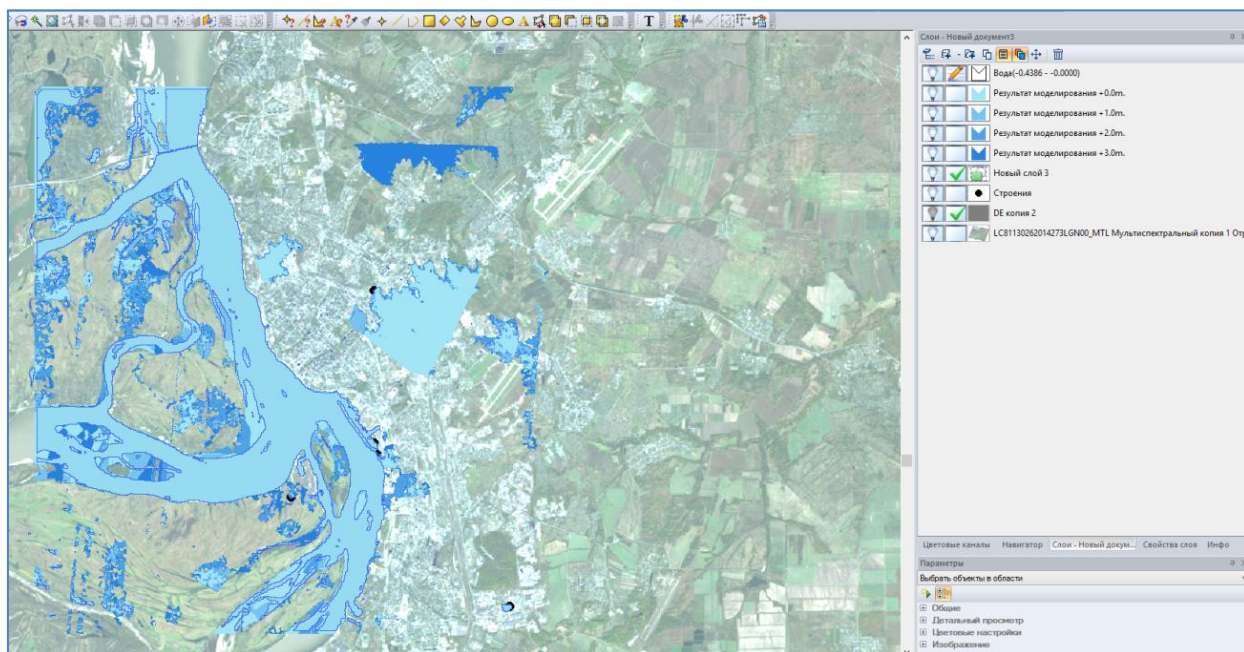 Слои - Новый документ3
Вода(-0.4386 - -0.0000)
Результат моделирования +0.0m.
Результат моделирования +1.0m.
Результат моделирования +2.0m.
Результат моделирования +3.0m.
Новый слой 3
Строения
DE копия 2
LC81130262014273LGN00_MTL Мультиспектральный копия 1 Отр
Цветовые каналы Навигатор Слои - Новый докум... Свойства слоя Инфо
Параметры
Выбрать объекты в области
Общие
Детальный просмотр
Цветовые настройки
Изображение